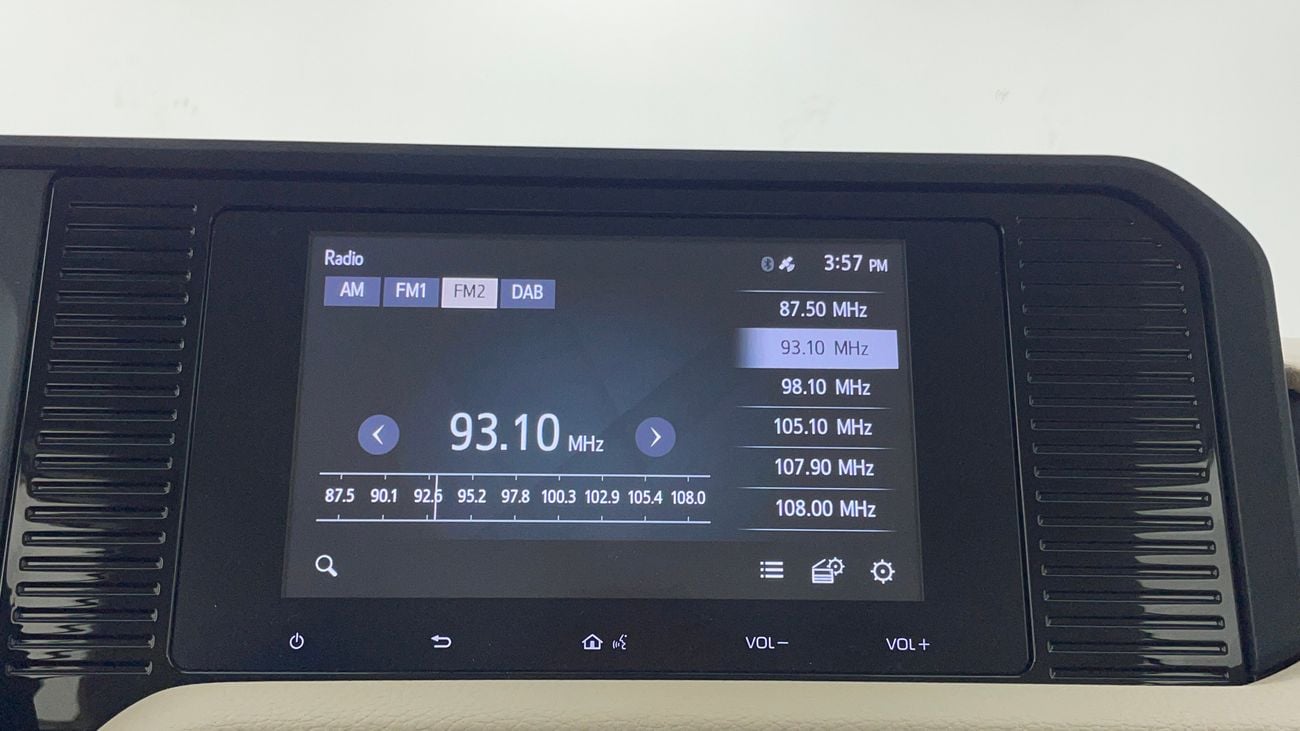 Radio
3:57 PM
AM FM1 FM2 DAB
87.50 MHz
93.10 MHz
98.10 MHz
105.10 MHz
107.90 MHz
108.00 MHz
93.10 MHz
87.5 90.1 92.6 95.2 97.8 100.3 102.9 105.4 108.0
VOL− VOL+